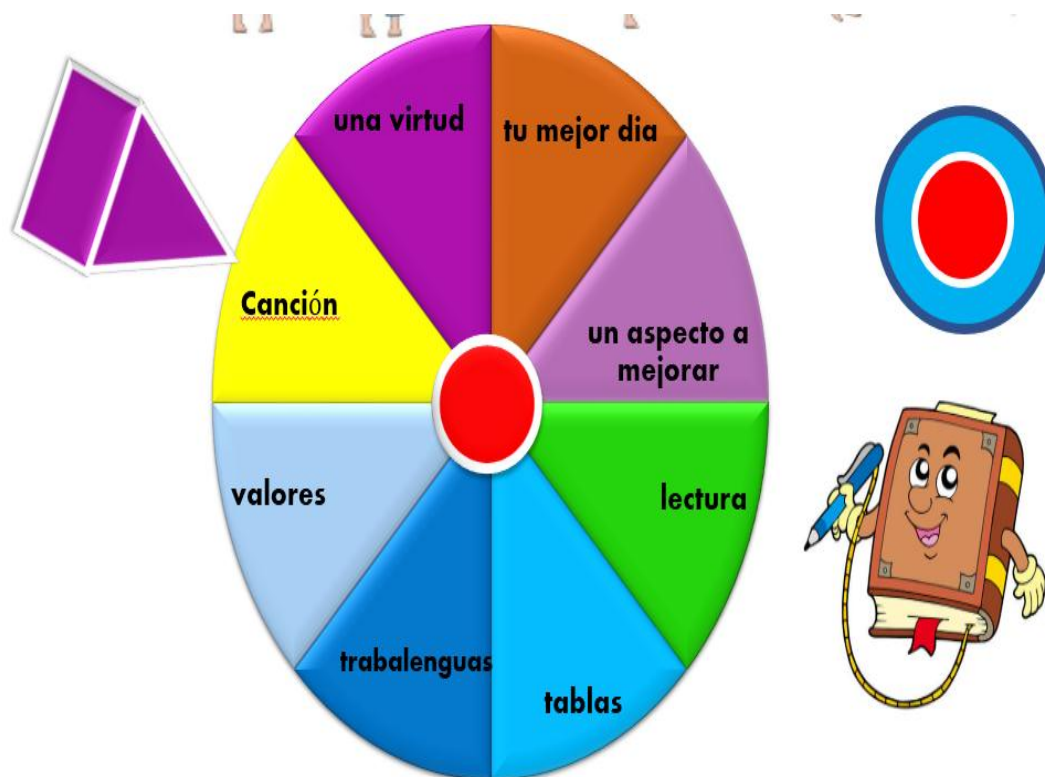 una virtud
tu mejor dia
Canción
un aspecto a
mejorar
valores
lectura
trabalenguas
tablas